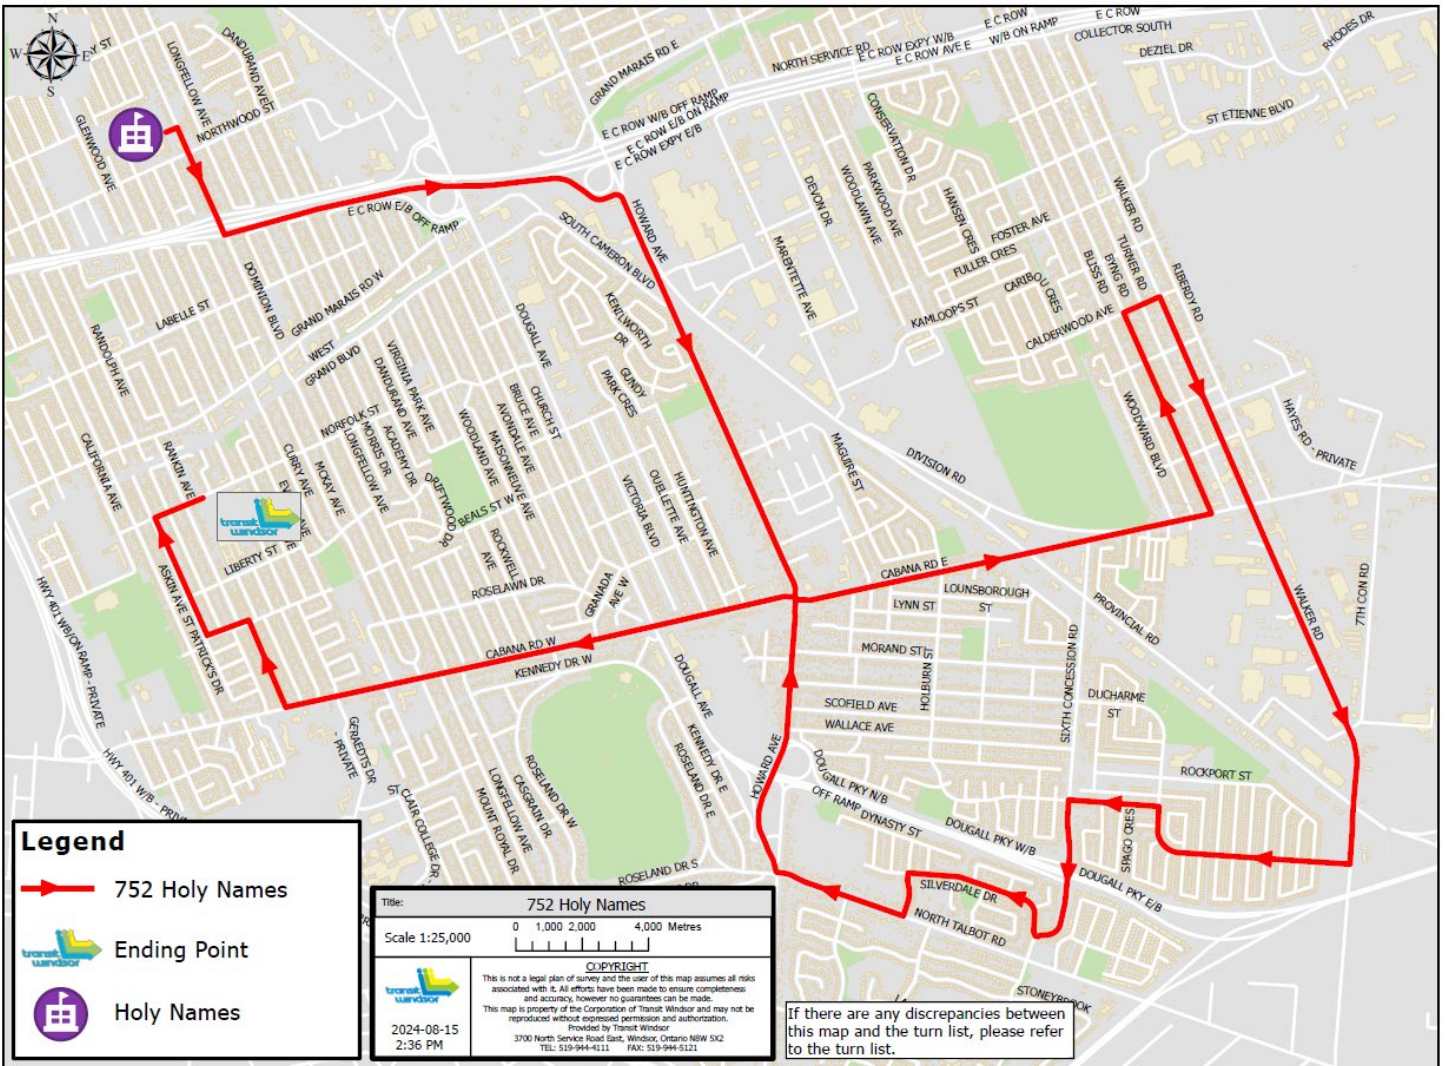 N
W
E
S
Y ST
LONGFELLOW AVE
DANDURAND AVE
NORTHWOOD ST
GLENWOOD AVE
GRAND MARAIS RD E
NORTH SERVICE RD
E C ROW EXPY W/B
E C ROW AVE E
E C ROW
W/B ON RAMP
E C ROW
COLLECTOR SOUTH
DEZIEL DR
RHODES DR
ST ETIENNE BLVD
E C ROW W/B OFF RAMP
E C ROW E/B ON RAMP
E C ROW EXPY E/B
CONSERVATION DR
PARKWOOD AVE
WOODLAWN AVE
DEVON DR
HANSEN CRES
FOSTER AVE
FULLER CRES
WALKER RD
TURNER RD
BYNG RD
BLISS RD
RIBERDY RD
E C ROW E/B OFF RAMP
HOWARD AVE
SOUTH CAMERON BLVD
MARENTETTE AVE
CARIBOU CRES
KAMLOOPS ST
CALDERWOOD AVE
DOMINION BLVD
LABELLE ST
GRAND MARAIS RD W
WEST
GRAND BLVD
RANDOLPH AVE
DOUGALL AVE
KENILWORTH
DR
GUNDY
PARK CRES
VIRGINIA PARK AVE
DANDURAND AVE
NORFOLK ST
CHURCH ST
BRUCE AVE
AVONDALE AVE
MAISONNEUVE AVE
WOODLAND AVE
ACADEMY DR
MORRIS DR
LONGFELLOW AVE
MCKAY AVE
CURRY AVE
RANKIN AVE
CALIFORNIA AVE
DRIFTWOOD DR
BEALS ST W
ROCKWELL
AVE
VICTORIA BLVD
OUELLETTE AVE
HUNTINGTON AVE
MAGUIRE ST
DIVISION RD
WOODWARD BLVD
HAYES RD - PRIVATE
transit
windsor
LIBERTY ST
ROSELAWN DR
GRANADA
AVE W
CABANA RD E
LOUNSBOROUGH
ST
LYNN ST
PROVINCIAL RD
WALKER RD
7TH CON RD
HWY 401 WB/ON RAMP - PRIVATE
ASKIN AVE
ST PATRICK'S DR
CABANA RD W
KENNEDY DR W
MORAND ST
HOLBURN ST
SIXTH CONCESSION RD
DUCHARME
ST
SCOFIELD AVE
WALLACE AVE
DOUGALL AVE
KENNEDY DR E
ROSELAND DR E
HOWARD AVE
DOUGALL PKY N/B
OFF RAMP
DYNASTY ST
DOUGALL PKY W/B
DOUGALL PKY E/B
ROCKPORT ST
SPAGO CRES
GERAEDTS DR
- PRIVATE
ST CLAIR COLLEGE DR -
HWY 401 W/B - PRIV
ROSELAND DR W
CASGRAIN DR
LONGFELLOW AVE
MOUNT ROYAL DR
ROSELAND DR S
SILVERDALE DR
NORTH TALBOT RD
STONEYBROOK
Legend
752 Holy Names
transit
windsor
Ending Point
Holy Names
Title:
752 Holy Names
Scale 1:25,000
0 1,000 2,000 4,000 Metres
transit
windsor
2024-08-15
2:36 PM
COPYRIGHT
This is not a legal plan of survey and the user of this map assumes all risks
associated with it. All efforts have been made to ensure completeness
and accuracy, however no guarantees can be made.
This map is property of the Corporation of Transit Windsor and may not be
reproduced without expressed permission and authorization.
Provided by Transit Windsor
3700 North Service Road East, Windsor, Ontario N8W 5X2
TEL: 519-944-4111 FAX: 519-944-5121
If there are any discrepancies between
this map and the turn list, please refer
to the turn list.